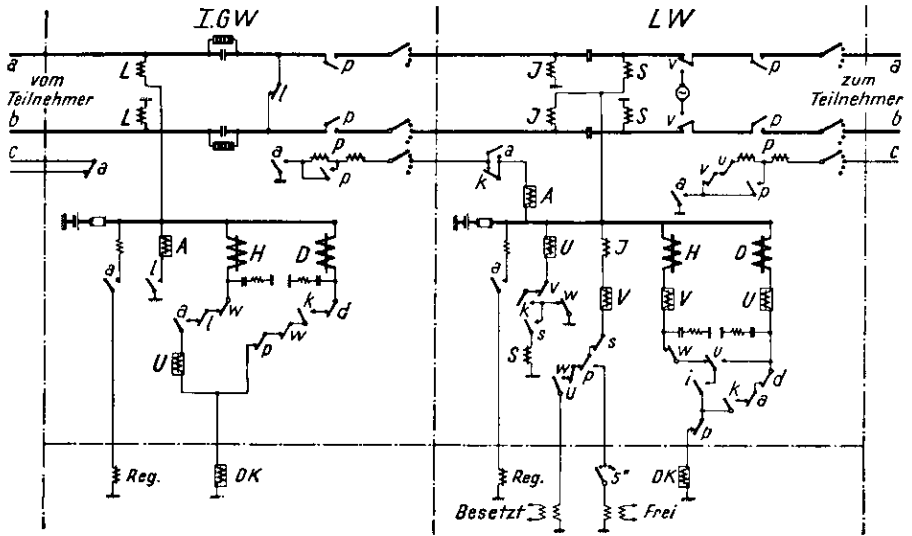 I.GW
LW
a
L
p
J
S
v
p
a
vom
Teilnehmer
l
zum
Teilnehmer
b
L
p
J
S
v
p
b
c
a
a
p
p
a
k
A
p
v
u
a
p
c
A
H
D
U
J
H
D
a
l
a
v
V
V
U
a
l
w
k
d
k
w
s
s
w
u
U
p
w
S
w
p
i
k
a
d
u
p
Reg.
DK
Reg.
s"
DK
Besetzt
Frei